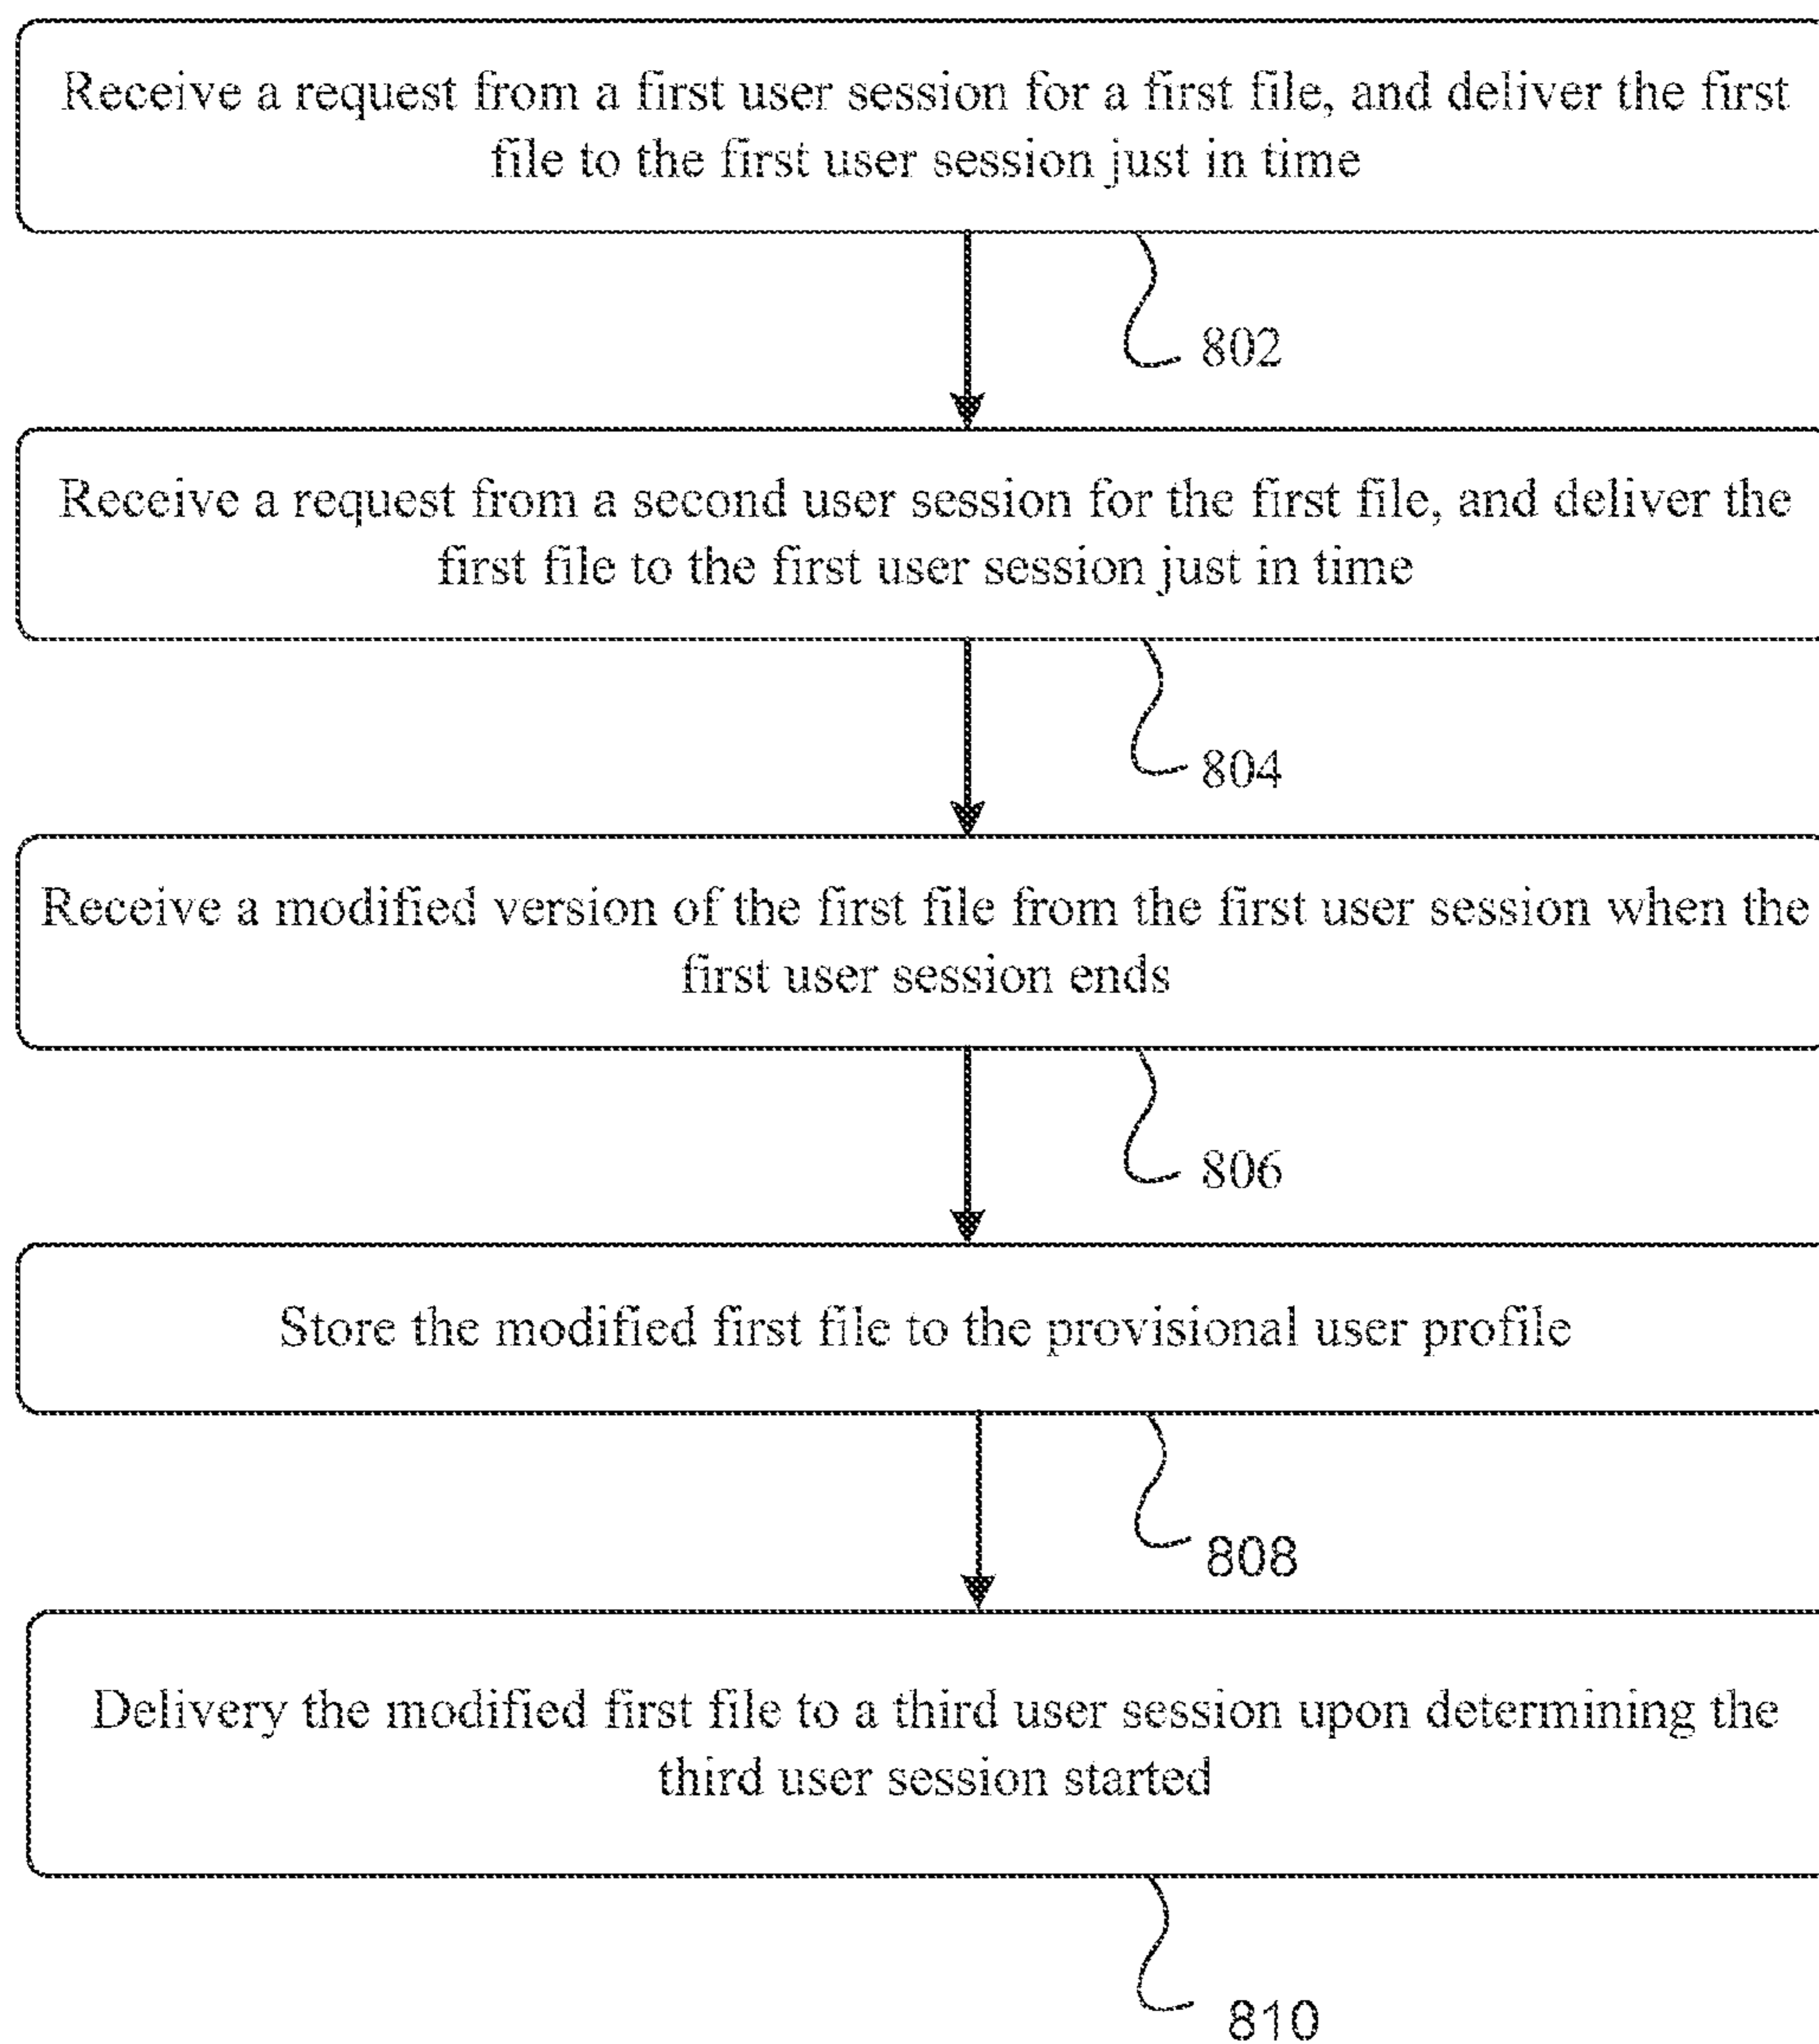 Receive a request from a first user session for a first file, and deliver the first
file to the first user session just in time
802
Receive a request from a second user session for the first file, and deliver the
first file to the first user session just in time
804
Receive a modified version of the first file from the first user session when the
first user session ends
806
Store the modified first file to the provisional user profile
808
Delivery the modified first file to a third user session upon determining the
third user session started
810